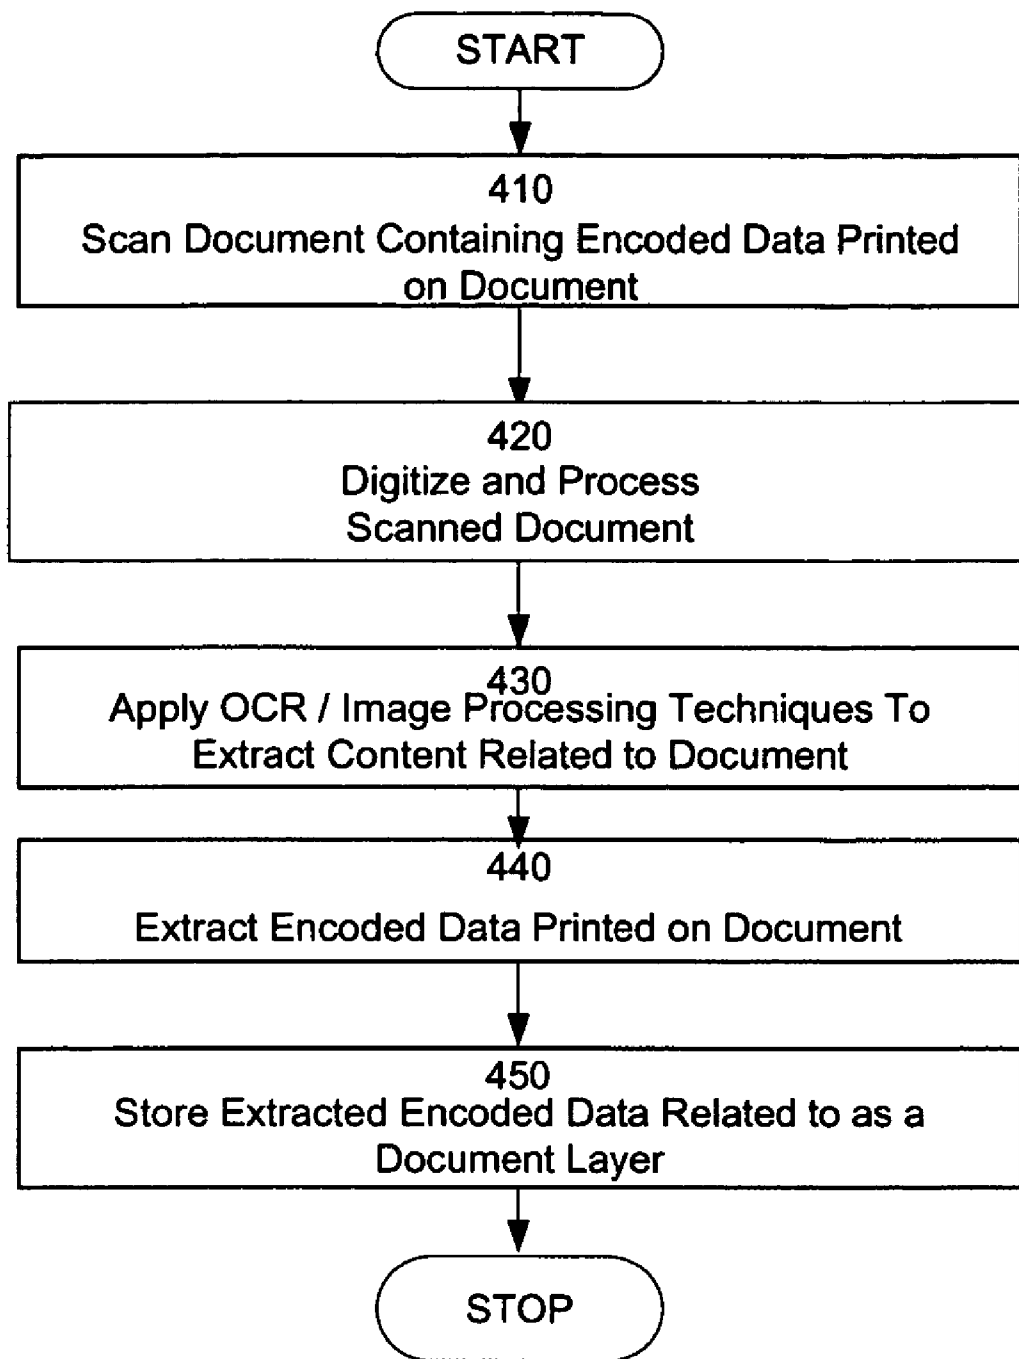 START
410
Scan Document Containing Encoded Data Printed
on Document
420
Digitize and Process
Scanned Document
430
Apply OCR / Image Processing Techniques To
Extract Content Related to Document
440
Extract Encoded Data Printed on Document
450
Store Extracted Encoded Data Related to as a
Document Layer
STOP